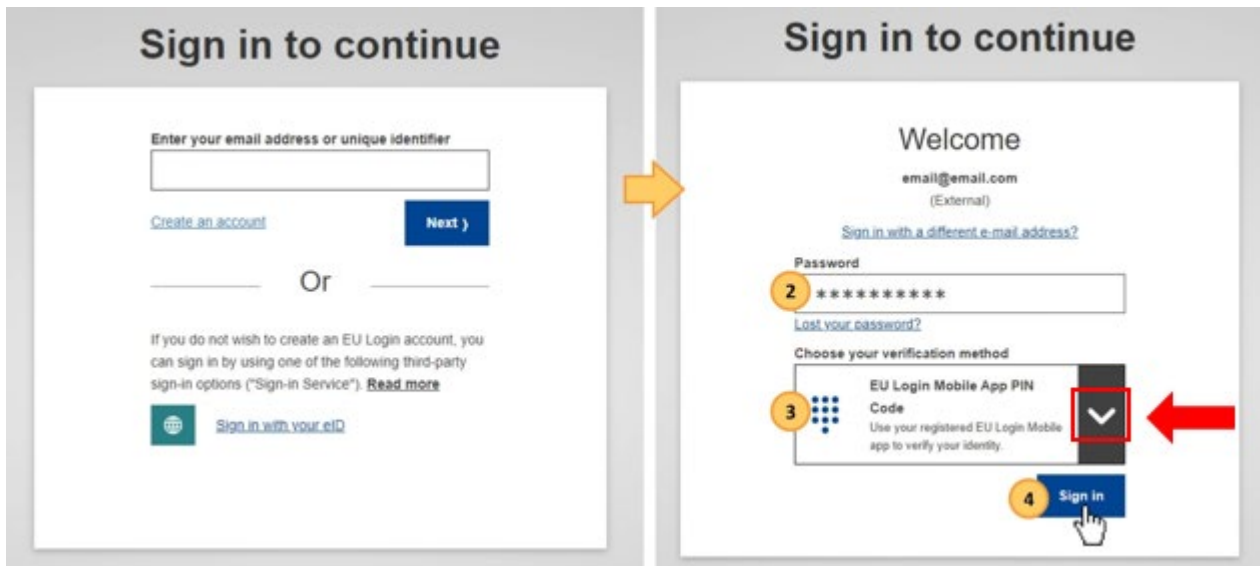 Sign in to continue
Enter your email address or unique identifier
Create an account
Next ❭
Or
If you do not wish to create an EU Login account, you
can sign in by using one of the following third-party
sign-in options ("Sign-in Service"). Read more
Sign in with your eID
Sign in to continue
Welcome
email@email.com
(External)
Sign in with a different e-mail address?
Password
2 **********
Lost your password?
Choose your verification method
EU Login Mobile App PIN
3 Code
Use your registered EU Login Mobile
app to verify your identity.
4 Sign in